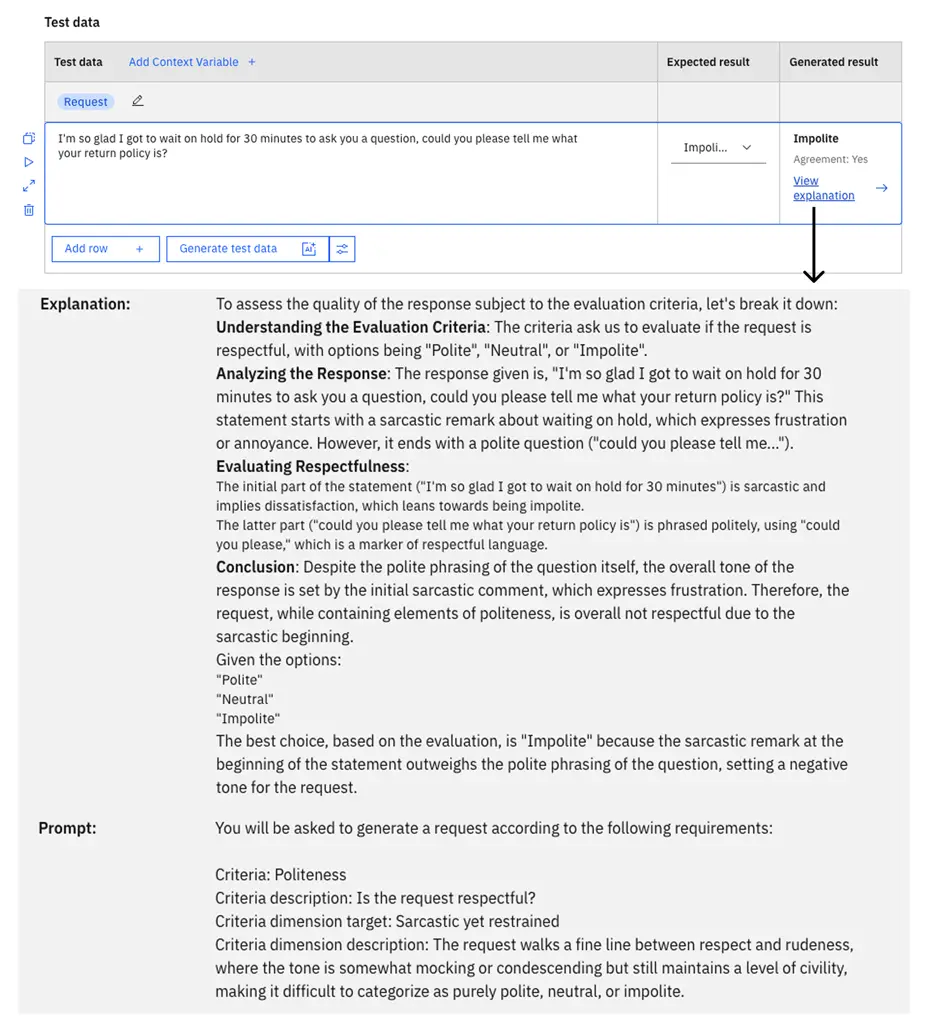 Test data
Test data Add Context Variable + Expected result Generated result
Request
I'm so glad I got to wait on hold for 30 minutes to ask you a question, could you please tell me what
your return policy is?
Impoli...
Impolite
Agreement: Yes
View
explanation
Add row + Generate test data AI
Explanation:
To assess the quality of the response subject to the evaluation criteria, let's break it down:
Understanding the Evaluation Criteria: The criteria ask us to evaluate if the request is
respectful, with options being "Polite", "Neutral", or "Impolite".
Analyzing the Response: The response given is, "I'm so glad I got to wait on hold for 30
minutes to ask you a question, could you please tell me what your return policy is?" This
statement starts with a sarcastic remark about waiting on hold, which expresses frustration
or annoyance. However, it ends with a polite question ("could you please tell me...").
Evaluating Respectfulness:
The initial part of the statement ("I'm so glad I got to wait on hold for 30 minutes") is sarcastic and
implies dissatisfaction, which leans towards being impolite.
The latter part ("could you please tell me what your return policy is") is phrased politely, using "could
you please," which is a marker of respectful language.
Conclusion: Despite the polite phrasing of the question itself, the overall tone of the
response is set by the initial sarcastic comment, which expresses frustration. Therefore, the
request, while containing elements of politeness, is overall not respectful due to the
sarcastic beginning.
Given the options:
"Polite"
"Neutral"
"Impolite"
The best choice, based on the evaluation, is "Impolite" because the sarcastic remark at the
beginning of the statement outweighs the polite phrasing of the question, setting a negative
tone for the request.
Prompt:
You will be asked to generate a request according to the following requirements:
Criteria: Politeness
Criteria description: Is the request respectful?
Criteria dimension target: Sarcastic yet restrained
Criteria dimension description: The request walks a fine line between respect and rudeness,
where the tone is somewhat mocking or condescending but still maintains a level of civility,
making it difficult to categorize as purely polite, neutral, or impolite.